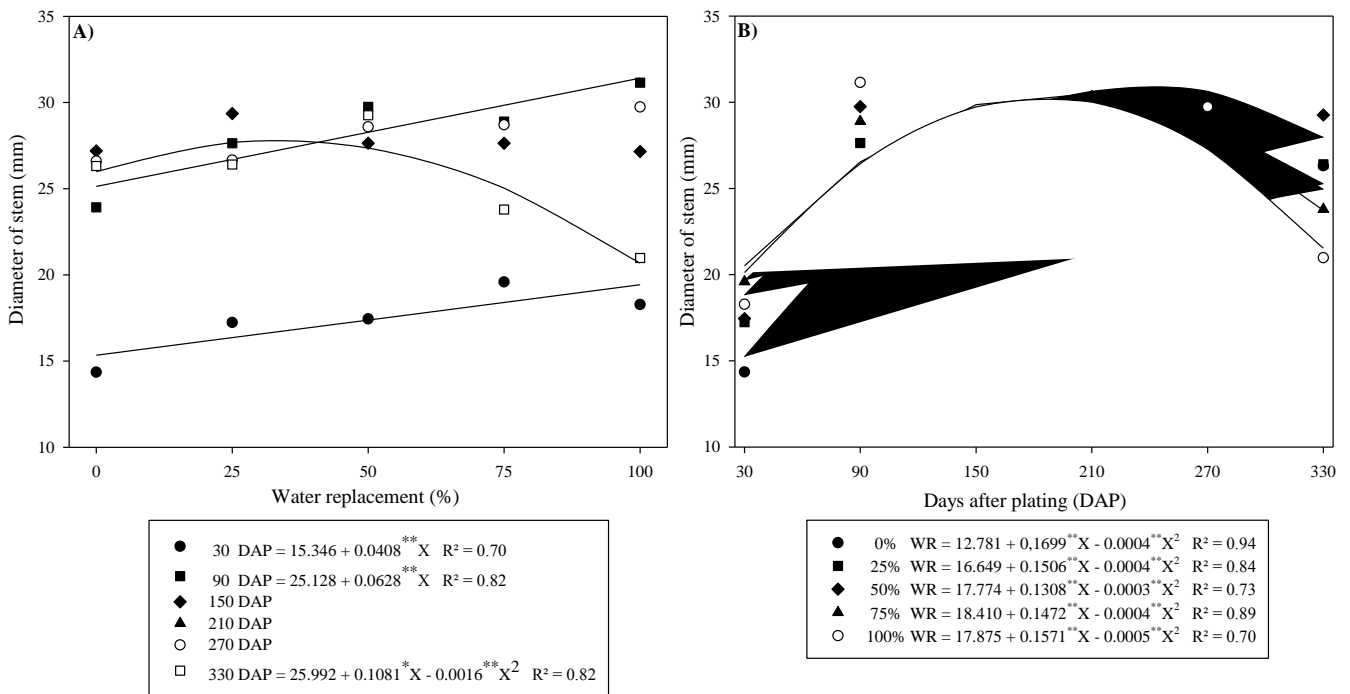 A)
Diameter of stem (mm)
35
30
25
20
15
10
0 25 50 75 100
Water replacement (%)
30 DAP = 15.346 + 0.0408**X R² = 0.70
90 DAP = 25.128 + 0.0628**X R² = 0.82
150 DAP
210 DAP
270 DAP
330 DAP = 25.992 + 0.1081*X - 0.0016**X² R² = 0.82
B)
Diameter of stem (mm)
35
30
25
20
15
10
30 90 150 210 270 330
Days after plating (DAP)
0% WR = 12.781 + 0,1699**X - 0.0004**X² R² = 0.94
25% WR = 16.649 + 0.1506**X - 0.0004**X² R² = 0.84
50% WR = 17.774 + 0.1308**X - 0.0003**X² R² = 0.73
75% WR = 18.410 + 0.1472**X - 0.0004**X² R² = 0.89
100% WR = 17.875 + 0.1571**X - 0.0005**X² R² = 0.70